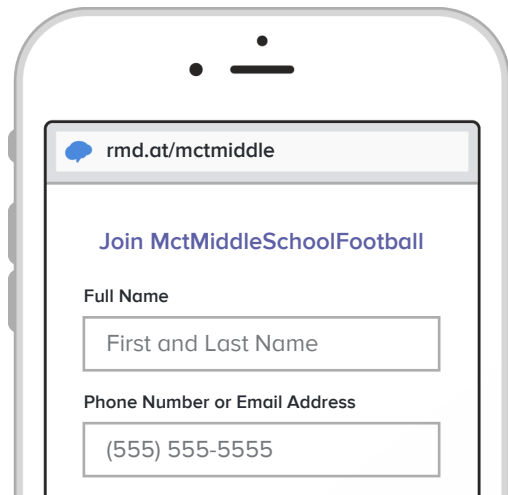 rmd.at/mctmiddle
Join MctMiddleSchoolFootball
Full Name
First and Last Name
Phone Number or Email Address
(555) 555-5555